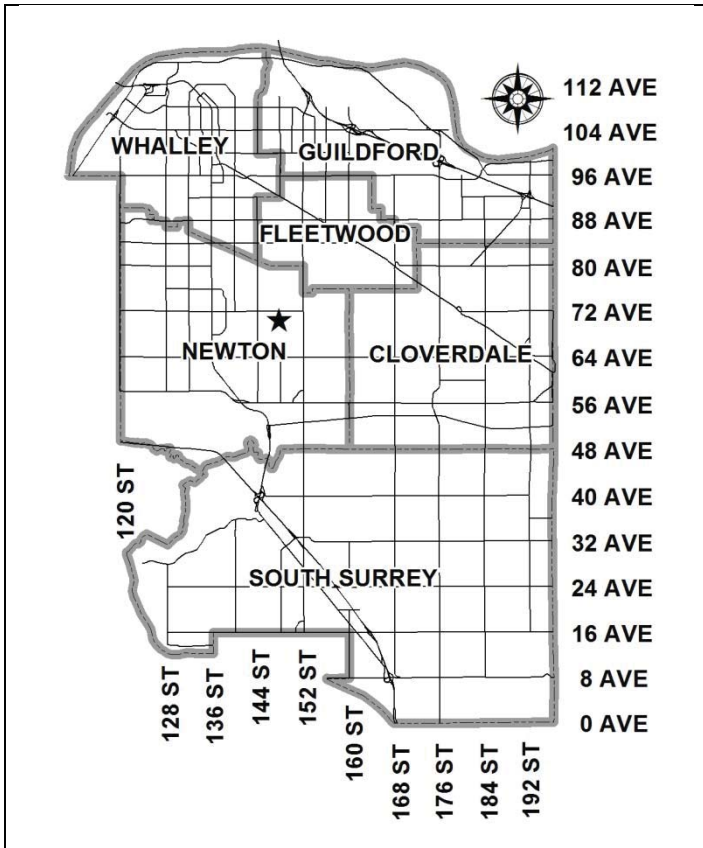 112 AVE
104 AVE
WHALLEY
GUILDFORD
96 AVE
88 AVE
FLEETWOOD
80 AVE
72 AVE
NEWTON
CLOVERDALE
64 AVE
56 AVE
48 AVE
120 ST
40 AVE
32 AVE
SOUTH SURREY
24 AVE
16 AVE
8 AVE
0 AVE
128 ST
136 ST
144 ST
152 ST
160 ST
168 ST
176 ST
184 ST
192 ST